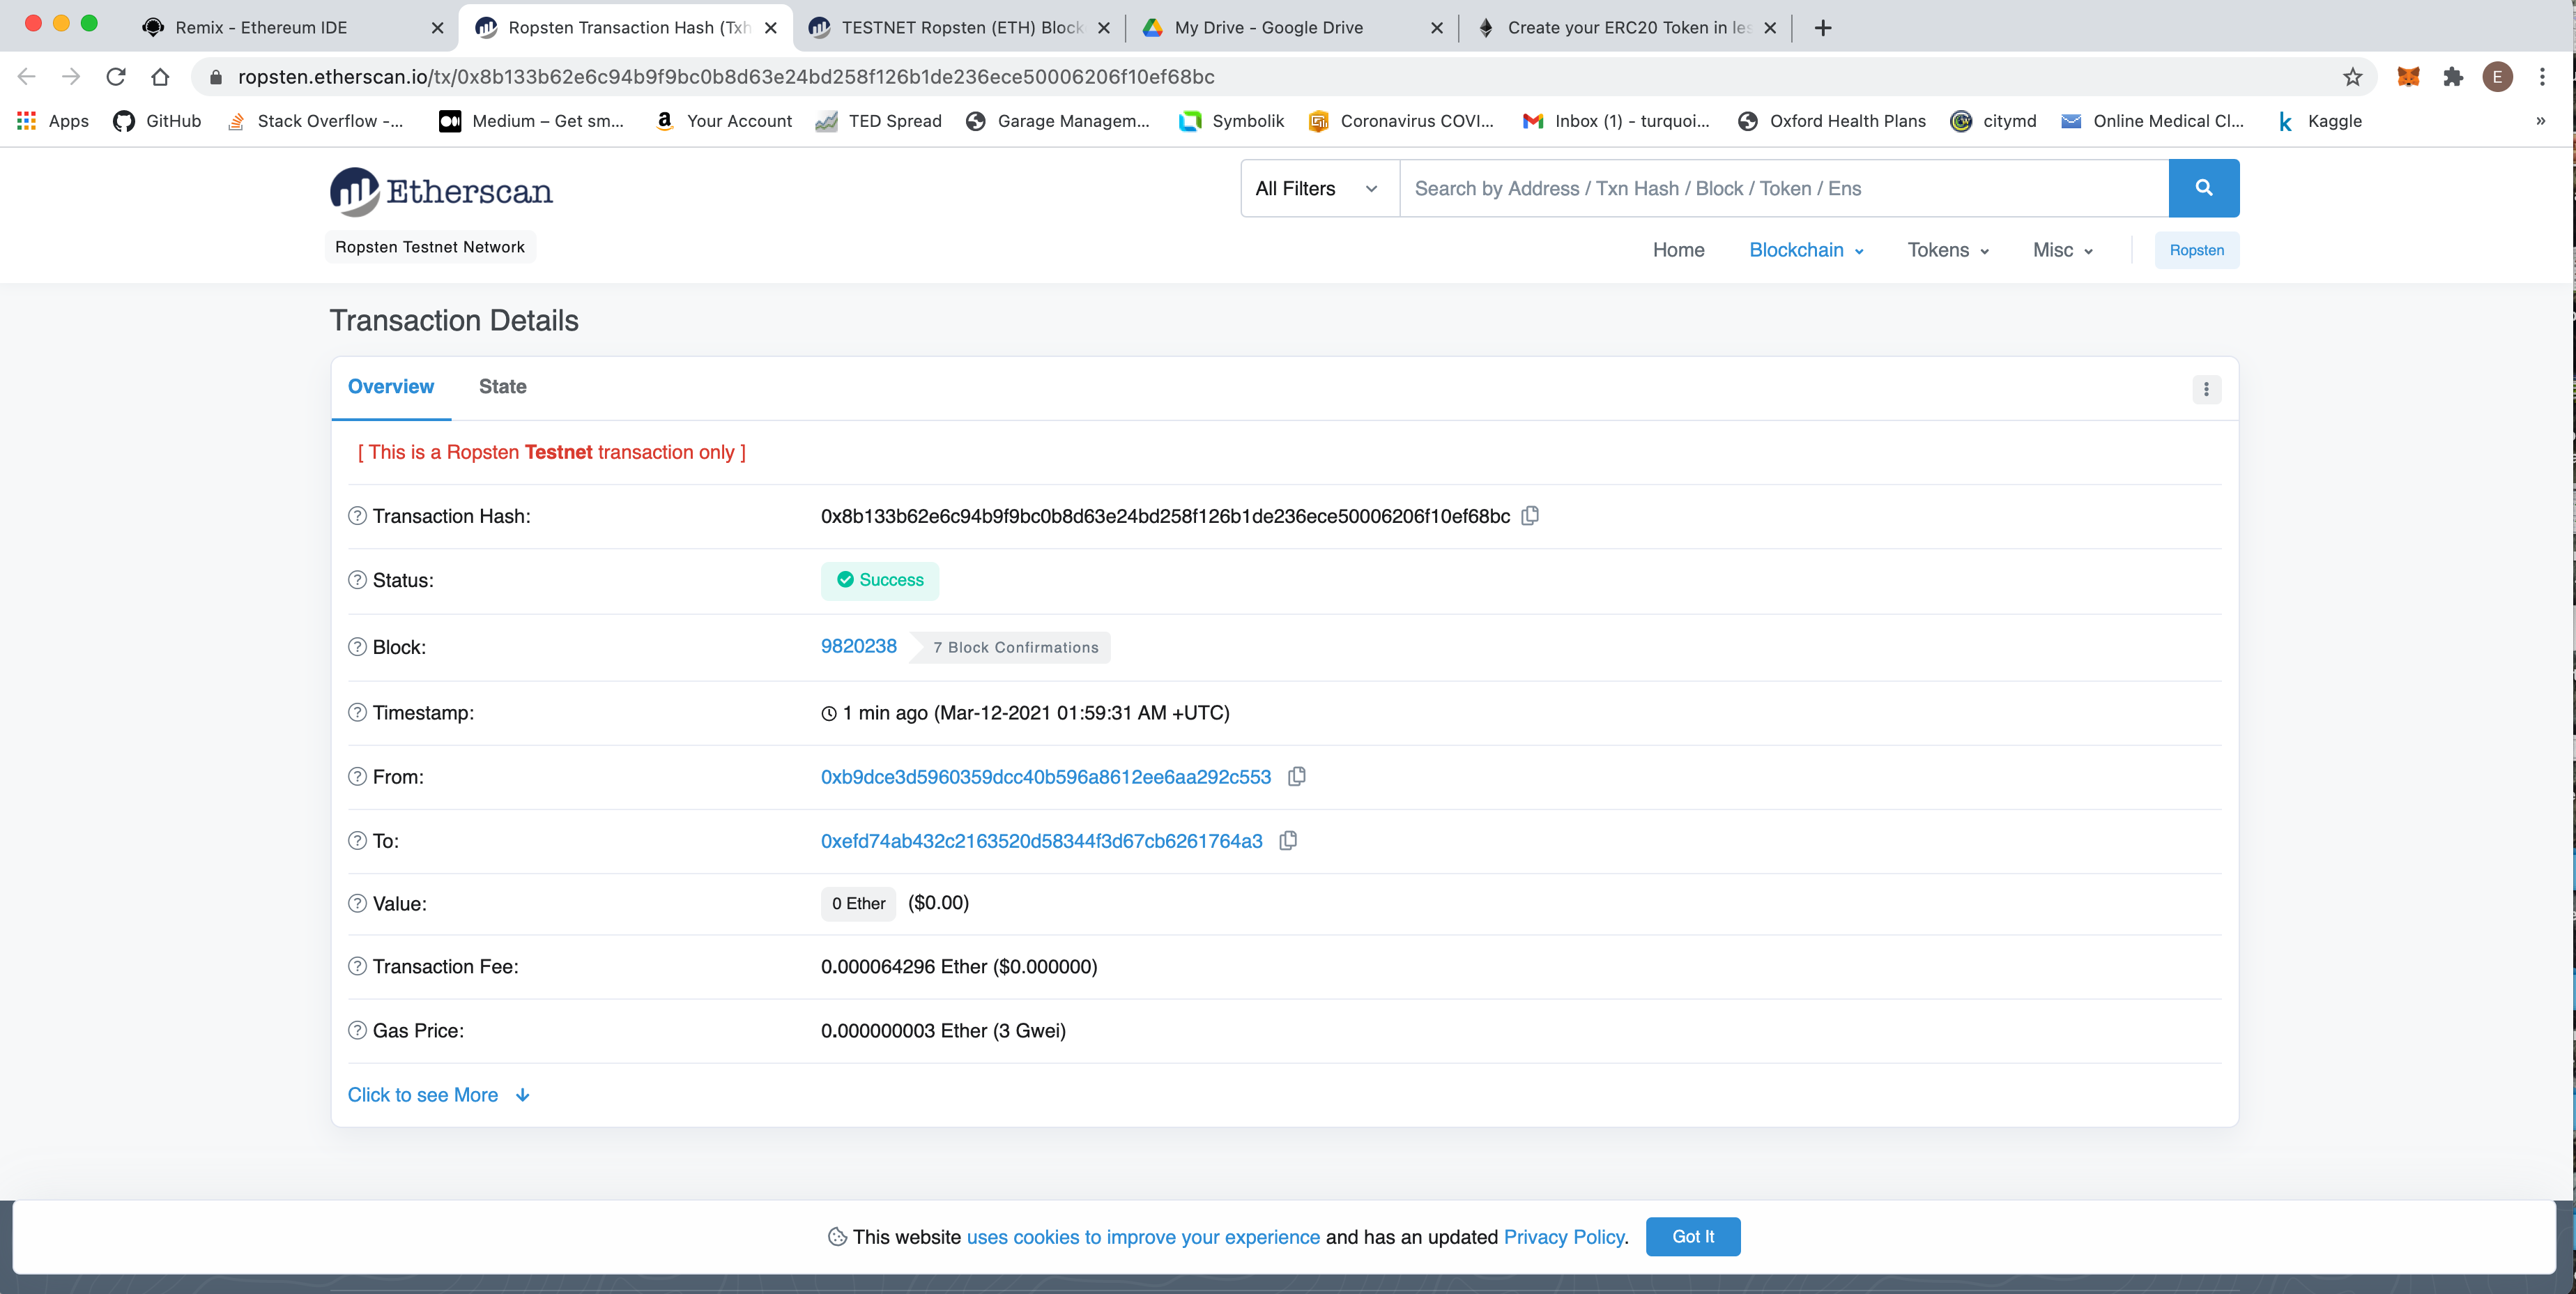 Remix - Ethereum IDE
Ropsten Transaction Hash (Txh
TESTNET Ropsten (ETH) Block
My Drive - Google Drive
Create your ERC20 Token in les
ropsten.etherscan.io/tx/0x8b133b62e6c94b9f9bc0b8d63e24bd258f126b1de236ece50006206f10ef68bc
E
Apps
GitHub
Stack Overflow -...
Medium – Get sm...
Your Account
TED Spread
Garage Managem...
Symbolik
Coronavirus COVI...
Inbox (1) - turquoi...
Oxford Health Plans
citymd
Online Medical Cl...
Kaggle
»
Etherscan
All Filters
Search by Address / Txn Hash / Block / Token / Ens
Ropsten Testnet Network
Home
Blockchain
Tokens
Misc
Ropsten
Transaction Details
Overview
State
[ This is a Ropsten Testnet transaction only ]
Transaction Hash:
0x8b133b62e6c94b9f9bc0b8d63e24bd258f126b1de236ece50006206f10ef68bc
Status:
Success
Block:
9820238
7 Block Confirmations
Timestamp:
1 min ago (Mar-12-2021 01:59:31 AM +UTC)
From:
0xb9dce3d5960359dcc40b596a8612ee6aa292c553
To:
0xefd74ab432c2163520d58344f3d67cb6261764a3
Value:
0 Ether
($0.00)
Transaction Fee:
0.000064296 Ether ($0.000000)
Gas Price:
0.000000003 Ether (3 Gwei)
Click to see More
This website uses cookies to improve your experience and has an updated Privacy Policy.
Got It